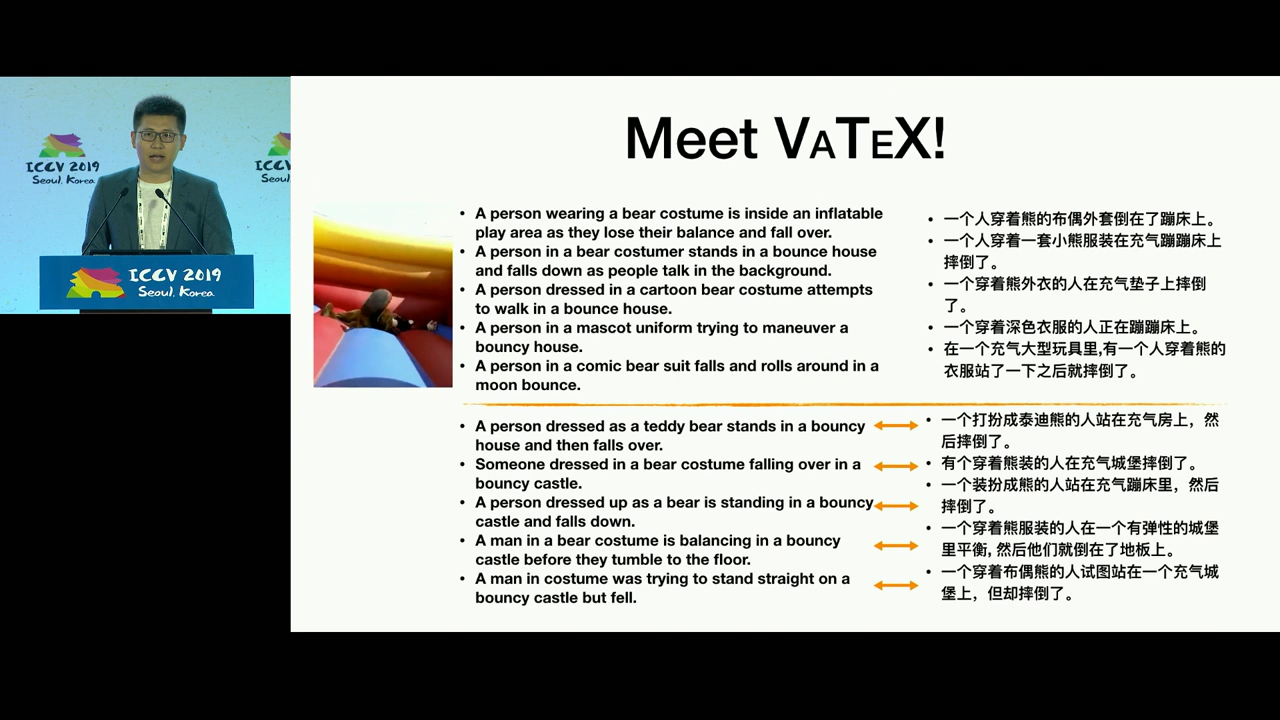 Meet VATEX!
ICCV 2019
Seoul, Korea
ICCV 2019
Seoul, Korea
• A person wearing a bear costume is inside an inflatable
play area as they lose their balance and fall over.
• A person in a bear costumer stands in a bounce house
and falls down as people talk in the background.
• A person dressed in a cartoon bear costume attempts
to walk in a bounce house.
• A person in a mascot uniform trying to maneuver a
bouncy house.
• A person in a comic bear suit falls and rolls around in a
moon bounce.
• 一个人穿着熊的布偶外套倒在了蹦床上。
• 一个人穿着一套小熊服装在充气蹦蹦床上
摔倒了。
• 一个穿着熊外衣的人在充气垫子上摔倒
了。
• 一个穿着深色衣服的人正在蹦蹦床上。
• 在一个充气大型玩具里,有一个人穿着熊的
衣服站了一下之后就摔倒了。
• A person dressed as a teddy bear stands in a bouncy
house and then falls over.
• Someone dressed in a bear costume falling over in a
bouncy castle.
• A person dressed up as a bear is standing in a bouncy
castle and falls down.
• A man in a bear costume is balancing in a bouncy
castle before they tumble to the floor.
• A man in costume was trying to stand straight on a
bouncy castle but fell.
• 一个打扮成泰迪熊的人站在充气房上，然
后摔倒了。
• 有个穿着熊装的人在充气城堡摔倒了。
• 一个装扮成熊的人站在充气蹦床里，然后
摔倒了。
• 一个穿着熊服装的人在一个有弹性的城堡
里平衡, 然后他们就倒在了地板上。
• 一个穿着布偶熊的人试图站在一个充气城
堡上，但却摔倒了。